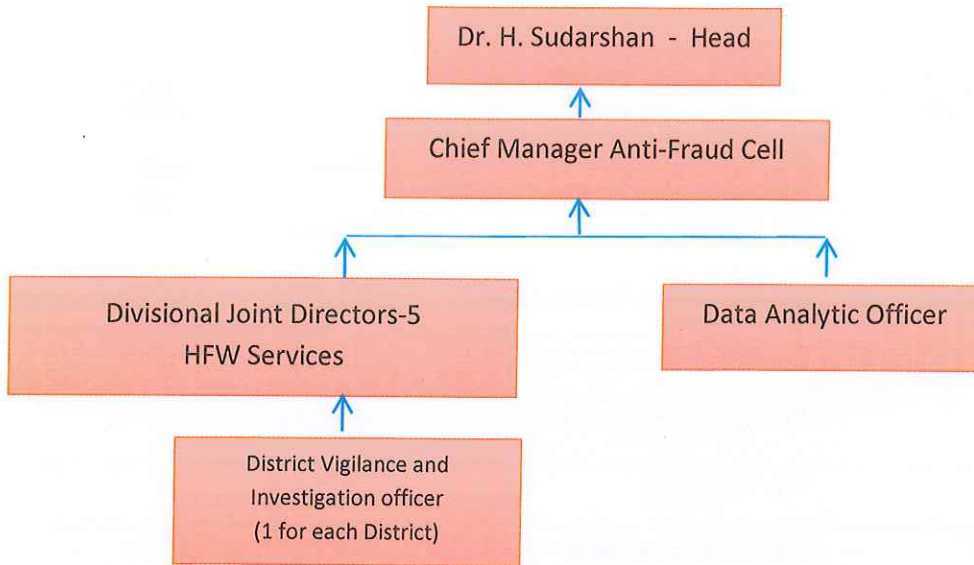 Dr. H. Sudarshan - Head
Chief Manager Anti-Fraud Cell
Divisional Joint Directors-5
HFW Services
Data Analytic Officer
District Vigilance and
Investigation officer
(1 for each District)